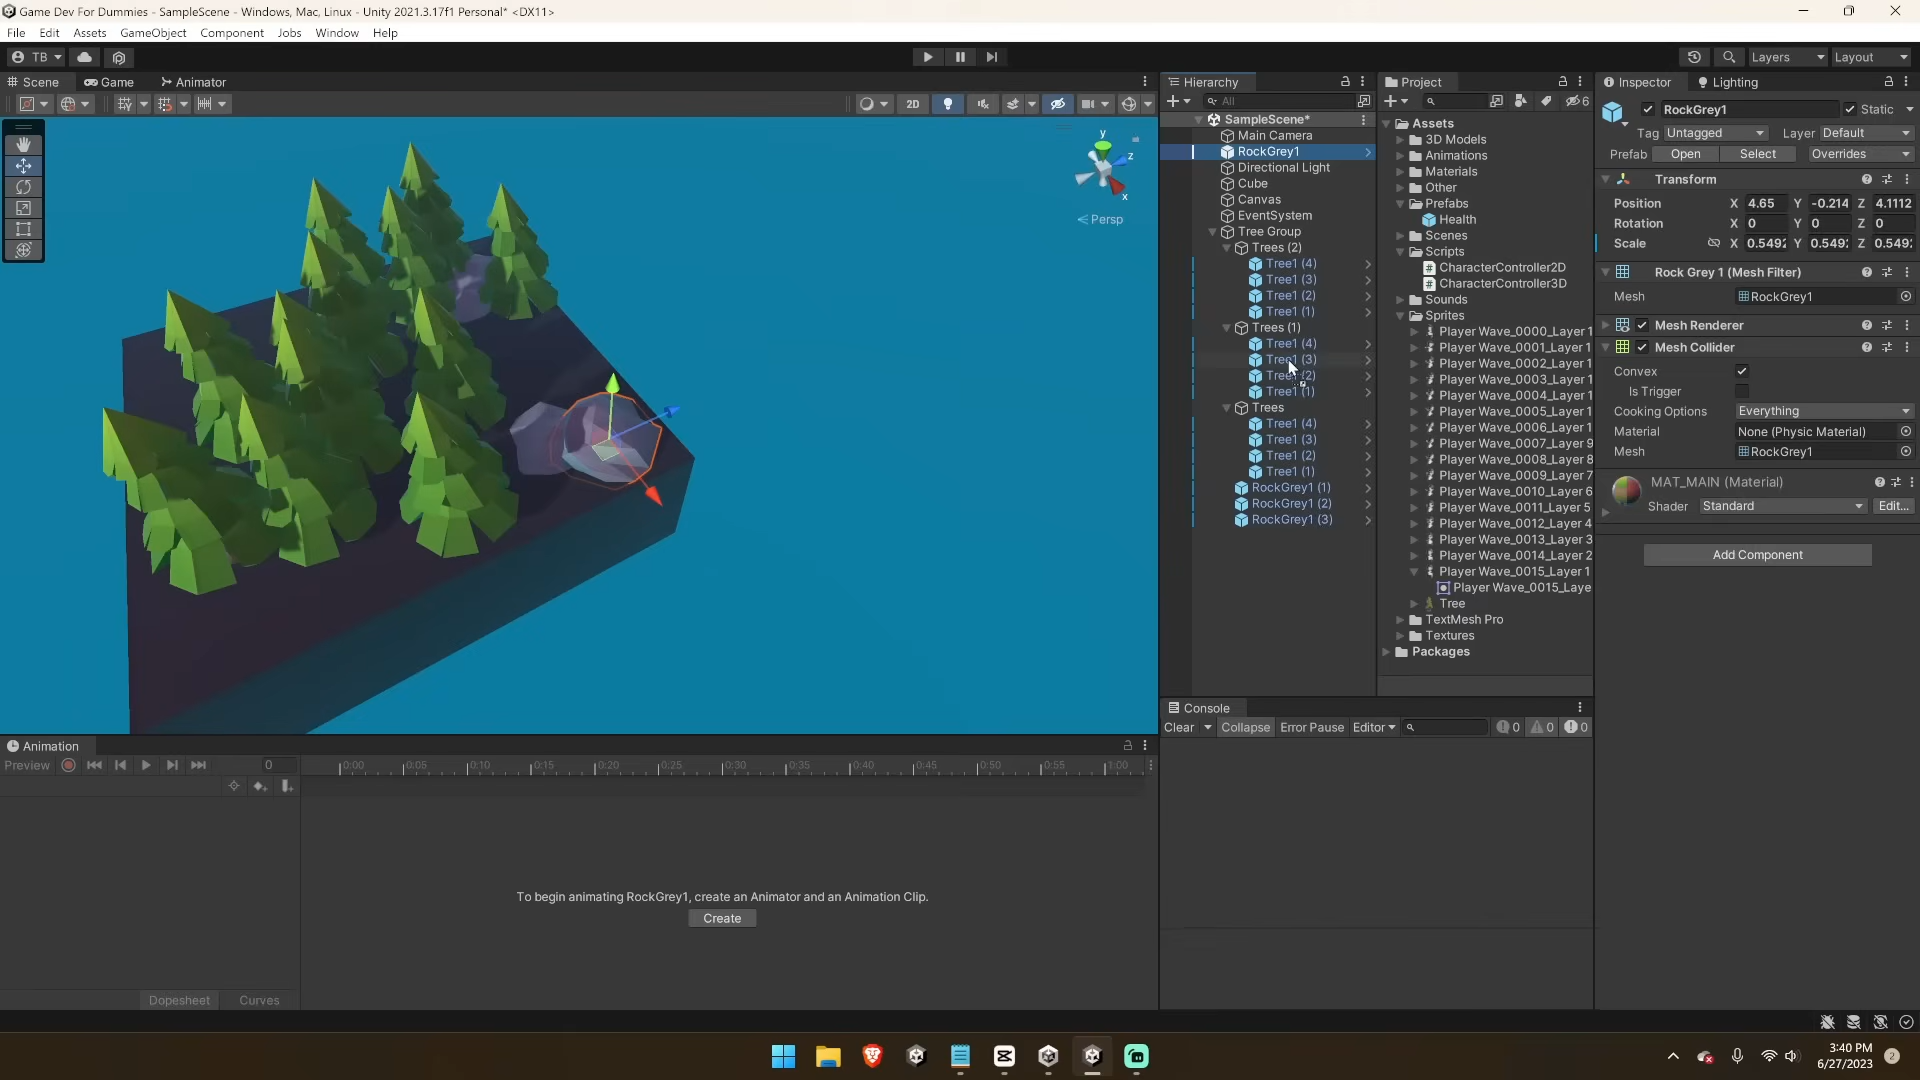 Game Dev For Dummies - SampleScene - Windows, Mac, Linux - Unity 2021.3.17f1 Personal* <DX11>
File Edit Assets GameObject Component Jobs Window Help
TB Layers Layout
Scene Game Animator
2D
y
z
x
< Persp
Hierarchy
All
SampleScene*
Main Camera
RockGrey1
Directional Light
Cube
Canvas
EventSystem
Tree Group
Trees (2)
Tree1 (4)
Tree1 (3)
Tree1 (2)
Tree1 (1)
Trees (1)
Tree1 (4)
Tree1 (3)
Tree1 (2)
Tree1 (1)
Trees
Tree1 (4)
Tree1 (3)
Tree1 (2)
Tree1 (1)
RockGrey1 (1)
RockGrey1 (2)
RockGrey1 (3)
Project
6
Assets
3D Models
Animations
Materials
Other
Prefabs
Health
Scenes
Scripts
CharacterController2D
CharacterController3D
Sounds
Sprites
Player Wave_0000_Layer 1
Player Wave_0001_Layer 1
Player Wave_0002_Layer 1
Player Wave_0003_Layer 1
Player Wave_0004_Layer 1
Player Wave_0005_Layer 1
Player Wave_0006_Layer 1
Player Wave_0007_Layer 9
Player Wave_0008_Layer 8
Player Wave_0009_Layer 7
Player Wave_0010_Layer 6
Player Wave_0011_Layer 5
Player Wave_0012_Layer 4
Player Wave_0013_Layer 3
Player Wave_0014_Layer 2
Player Wave_0015_Layer 1
Player Wave_0015_Laye
Tree
TextMesh Pro
Textures
Packages
Inspector Lighting
RockGrey1 Static
Tag Untagged Layer Default
Prefab Open Select Overrides
Transform
Position X 4.65 Y -0.214 Z 4.1112
Rotation X 0 Y 0 Z 0
Scale X 0.5492 Y 0.5492 Z 0.5492
Rock Grey 1 (Mesh Filter)
Mesh RockGrey1
Mesh Renderer
Mesh Collider
Convex
Is Trigger
Cooking Options Everything
Material None (Physic Material)
Mesh RockGrey1
MAT_MAIN (Material)
Shader Standard Edit...
Add Component
Console
Clear Collapse Error Pause Editor 0 0 0
Animation
Preview 0 0:00 0:05 0:10 0:15 0:20 0:25 0:30 0:35 0:40 0:45 0:50 0:55 1:00
To begin animating RockGrey1, create an Animator and an Animation Clip.
Create
Dopesheet Curves
3:40 PM
6/27/2023
2